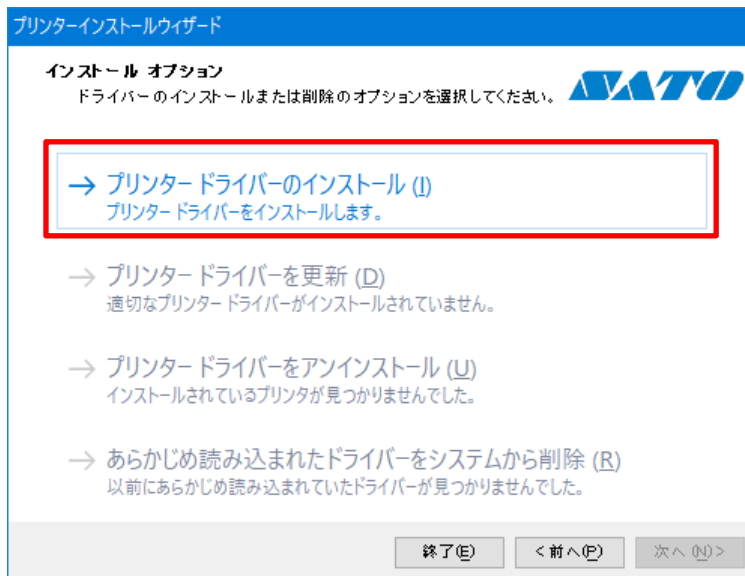 プリンターインストールウィザード
インストール オプション
ドライバーのインストールまたは削除のオプションを選択してください。
SATO
→ プリンター ドライバーのインストール (I)
プリンター ドライバーをインストールします。
→ プリンター ドライバーを更新 (D)
適切なプリンター ドライバーがインストールされていません。
→ プリンター ドライバーをアンインストール (U)
インストールされているプリンタが見つかりませんでした。
→ あらかじめ読み込まれたドライバーをシステムから削除 (R)
以前にあらかじめ読み込まれていたドライバーが見つかりませんでした。
終了(E) <前へ(P) 次へ(N)>